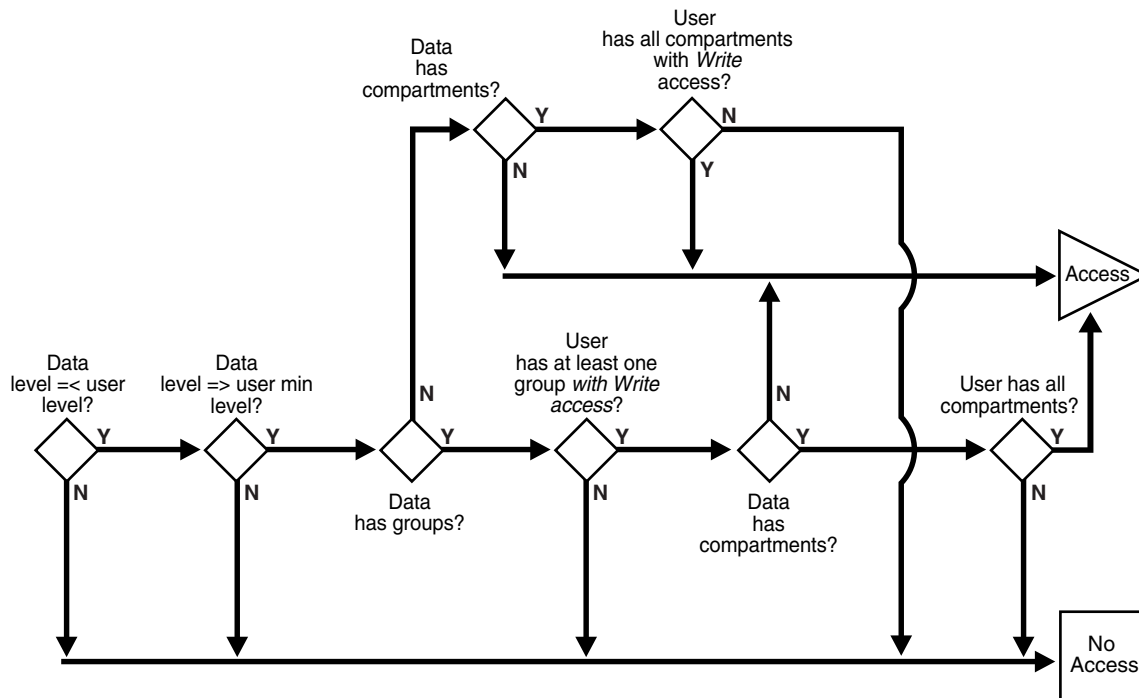 User
has all compartments
with Write
access?
Data
has
compartments?
Y
N
N
Y
Access
Data
level =< user
level?
Data
level => user min
level?
User
has at least one
group with Write
access?
User has all
compartments?
N
N
Y
Y
Y
Y
Y
Y
N
N
N
N
Data
has groups?
Data
has
compartments?
No
Access